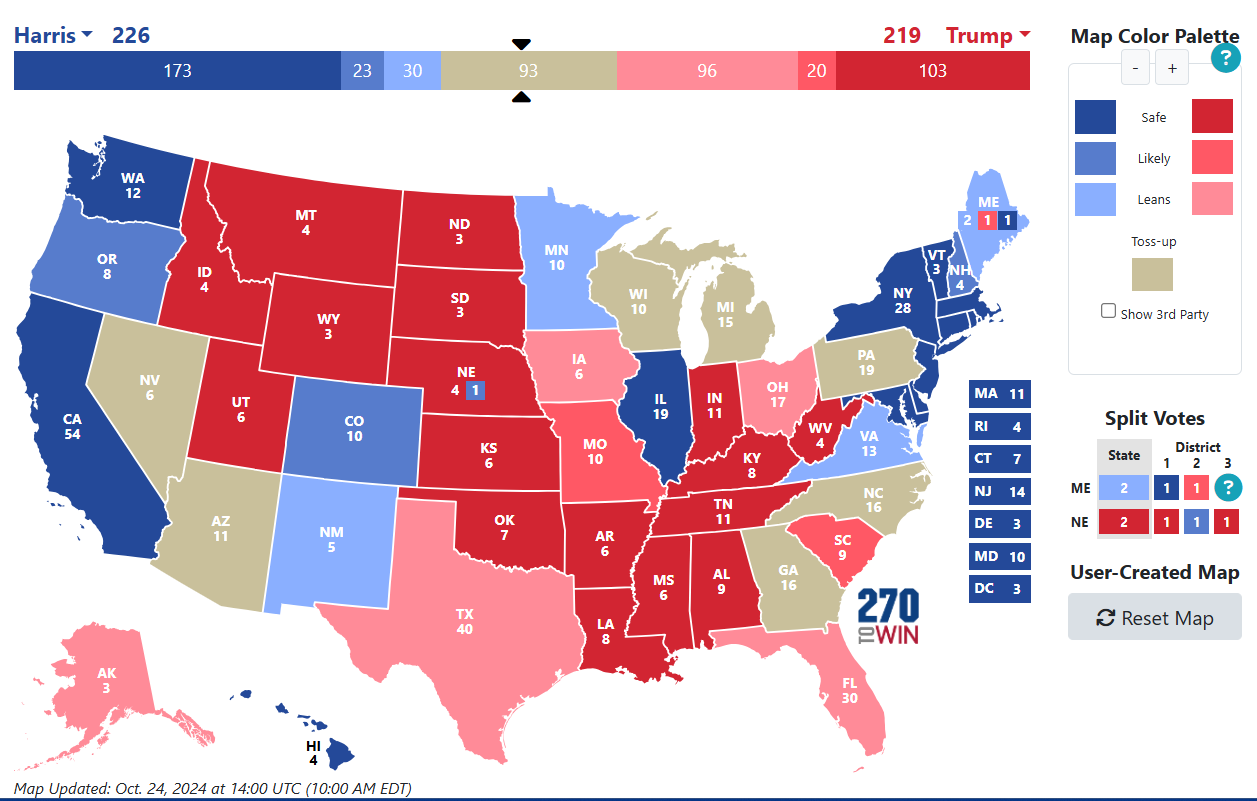 Harris 226
219 Trump
173 23 30 93 96 20 103
Map Color Palette
- +
?
Safe
Likely
Leans
Toss-up
Show 3rd Party
WA
12
OR
8
CA
54
NV
6
ID
4
MT
4
WY
3
UT
6
AZ
11
CO
10
NM
5
ND
3
SD
3
NE
4 1
KS
6
OK
7
TX
40
MN
10
IA
6
MO
10
AR
6
LA
8
WI
10
IL
19
MI
15
IN
11
OH
17
KY
8
TN
11
MS
6
AL
9
GA
16
FL
30
SC
9
NC
16
VA
13
WV
4
PA
19
NY
28
VT
3
NH
4
ME
2 1 1
AK
3
HI
4
MA 11
RI 4
CT 7
NJ 14
DE 3
MD 10
DC 3
270
TO WIN
Split Votes
State District
1 2 3
ME 2 1 1 ?
NE 2 1 1 1
User-Created Map
Reset Map
Map Updated: Oct. 24, 2024 at 14:00 UTC (10:00 AM EDT)